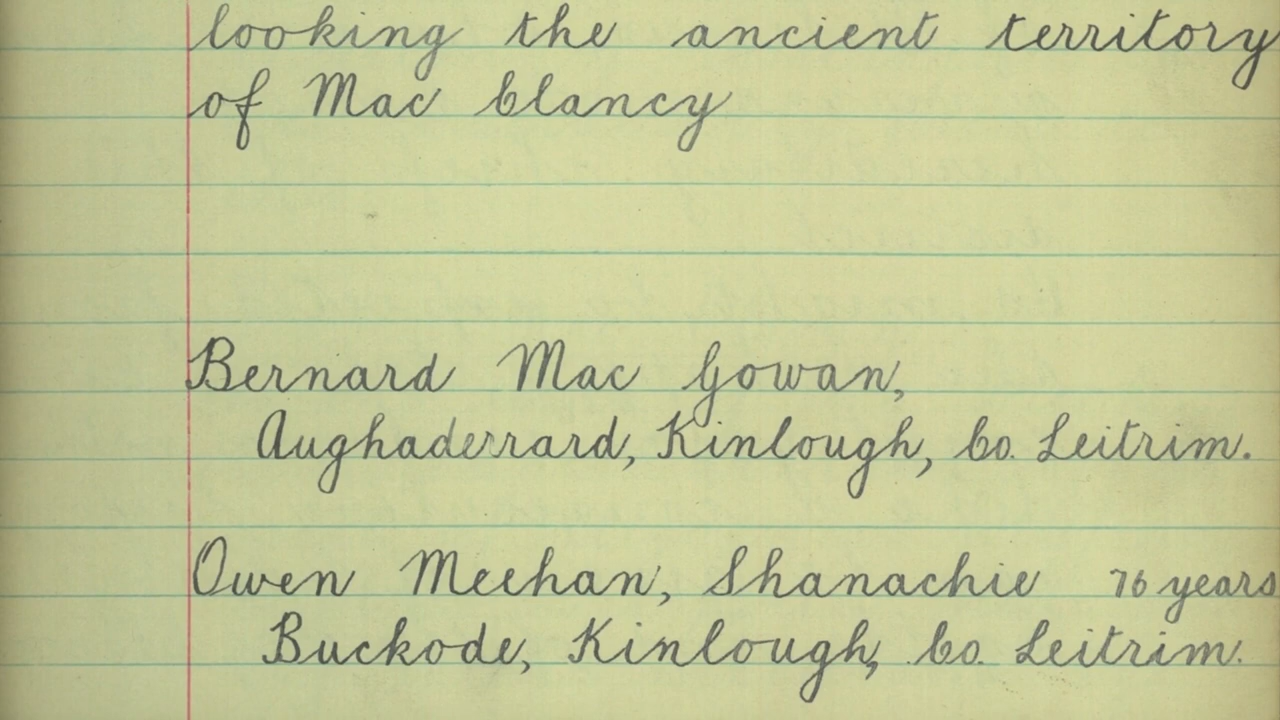 looking the ancient territory
of Mac Clancy
Bernard Mac Gowan,
Aughaderrard, Kinlough, Co. Leitrim.
Owen Meehan, Shanachie 76 years
Buckode, Kinlough, Co. Leitrim.